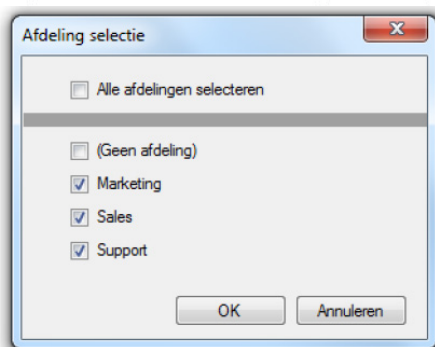 Afdeling selectie
Alle afdelingen selecteren
(Geen afdeling)
Marketing
Sales
Support
OK Annuleren